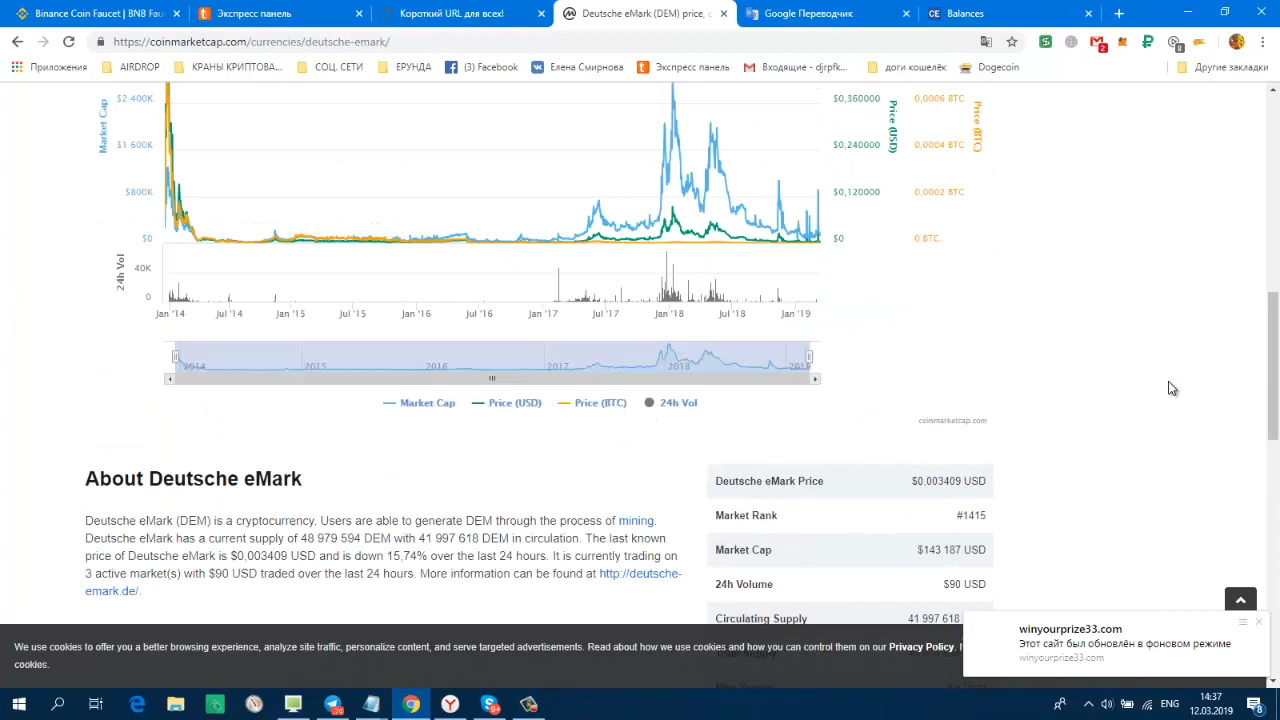 Binance Coin Faucet | BNB Fau
Экспресс панель
Короткий URL для всех!
Deutsche eMark (DEM) price, c
Google Переводчик
Balances
https://coinmarketcap.com/currencies/deutsche-emark/
2
8
Приложения
AIRDROP
КРАНЫ КРИПТОВА...
СОЦ. СЕТИ
ЕРУНДА
(3) Facebook
Елена Смирнова
Экспресс панель
Входящие - djrpfk...
доги кошелёк
Dogecoin
Другие закладки
Market Cap
$2 400K
$1 600K
$800K
$0
$0,360000
$0,240000
$0,120000
$0
Price (USD)
0,0006 BTC
0,0004 BTC
0,0002 BTC
0 BTC
Price (BTC)
24h Vol
40K
0
Jan '14
Jul '14
Jan '15
Jul '15
Jan '16
Jul '16
Jan '17
Jul '17
Jan '18
Jul '18
Jan '19
2014
2015
2016
2017
2018
2019
Market Cap
Price (USD)
Price (BTC)
24h Vol
coinmarketcap.com
About Deutsche eMark
Deutsche eMark (DEM) is a cryptocurrency. Users are able to generate DEM through the process of mining.
Deutsche eMark has a current supply of 48 979 594 DEM with 41 997 618 DEM in circulation. The last known
price of Deutsche eMark is $0,003409 USD and is down 15,74% over the last 24 hours. It is currently trading on
3 active market(s) with $90 USD traded over the last 24 hours. More information can be found at http://deutsche-
emark.de/.
Deutsche eMark Price $0,003409 USD
Market Rank #1415
Market Cap $143 187 USD
24h Volume $90 USD
Circulating Supply 41 997 618
We use cookies to offer you a better browsing experience, analyze site traffic, personalize content, and serve targeted advertisements. Read about how we use cookies and how you can control them on our Privacy Policy.
cookies.
winyourprize33.com
Этот сайт был обновлён в фоновом режиме
winyourprize33.com
ENG
14:37
12.03.2019
8